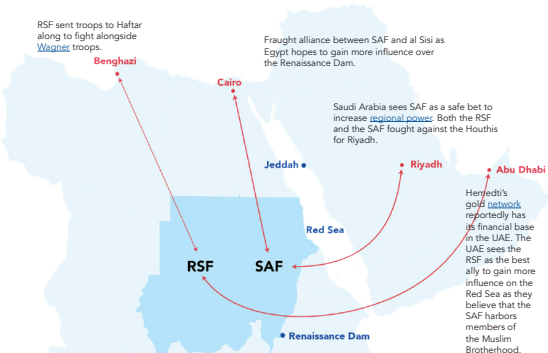 RSF sent troops to Haftar
along to fight alongside
Wagner troops.
Benghazi
Fraught alliance between SAF and al Sisi as
Egypt hopes to gain more influence over
the Renaissance Dam.
Cairo
Saudi Arabia sees SAF as a safe bet to
increase regional power. Both the RSF
and the SAF fought against the Houthis
for Riyadh.
Jeddah
Riyadh
Abu Dhabi
Hemedti’s
gold network
reportedly has
its financial base
in the UAE. The
UAE sees the
RSF as the best
ally to gain more
influence on the
Red Sea as they
believe that the
SAF harbors
members of
the Muslim
Brotherhood.
Red Sea
RSF
SAF
Renaissance Dam